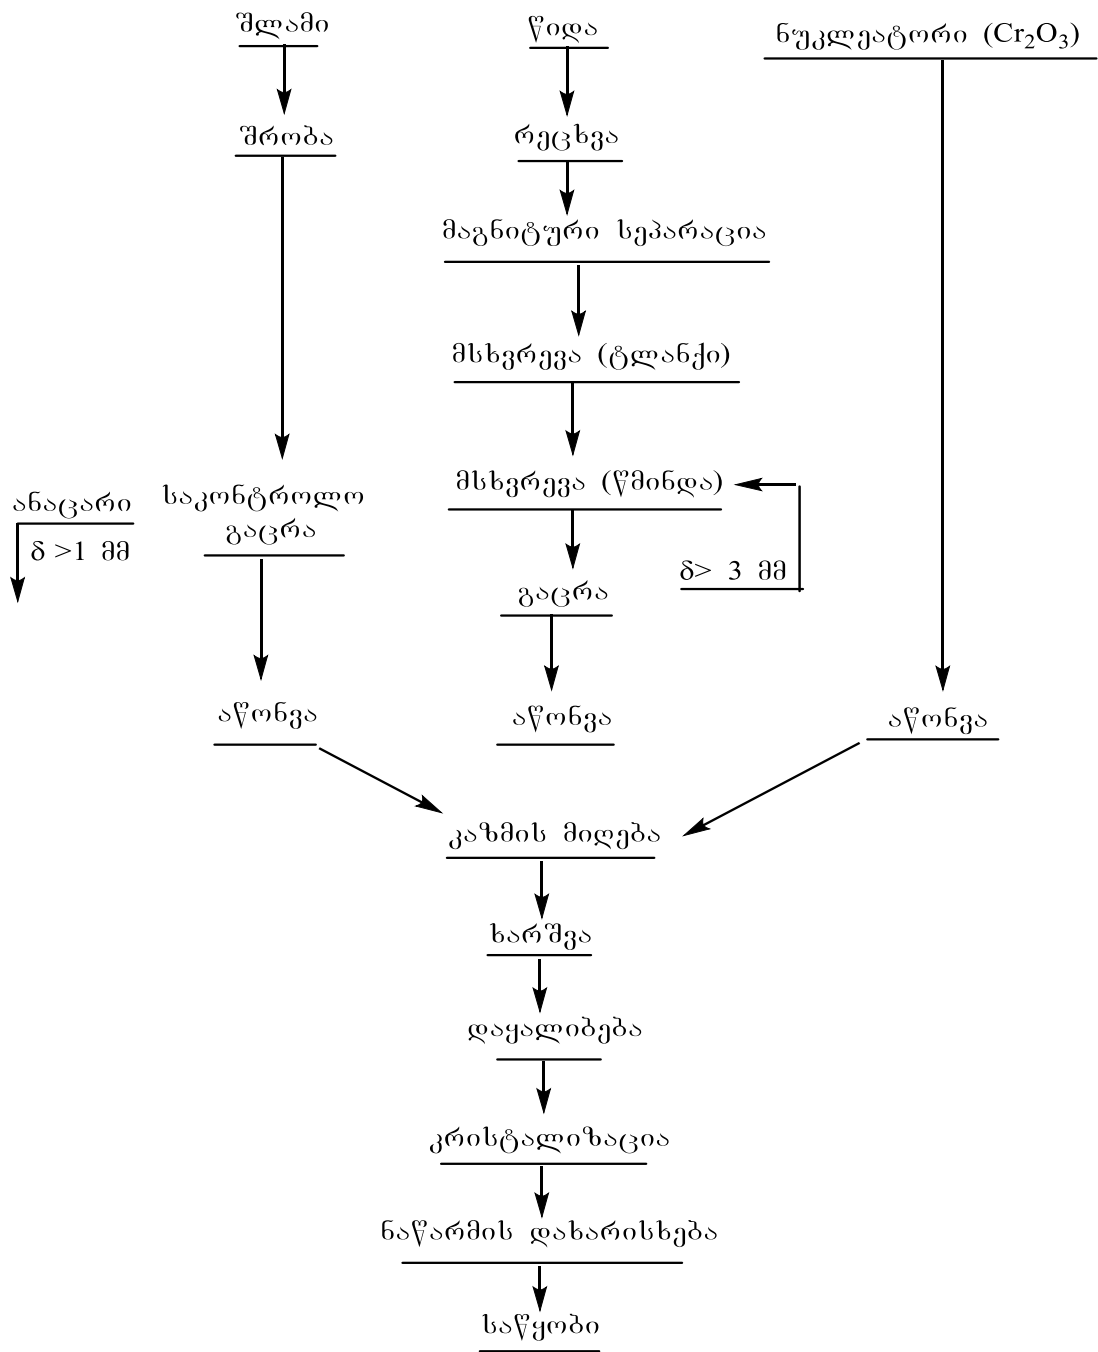 შლამი
წიდა
ნუკლეატორი (Cr₂O₃)
შრობა
რეცხვა
მაგნიტური სეპარაცია
მსხვრევა (ტლანქი)
მსხვრევა (წმინდა)
ანაცარი
δ >1 მმ
საკონტროლო
გაცრა
δ> 3 მმ
გაცრა
აწონვა
აწონვა
აწონვა
კაზმის მიღება
ხარშვა
დაყალიბება
კრისტალიზაცია
ნაწარმის დახარისხება
საწყობი